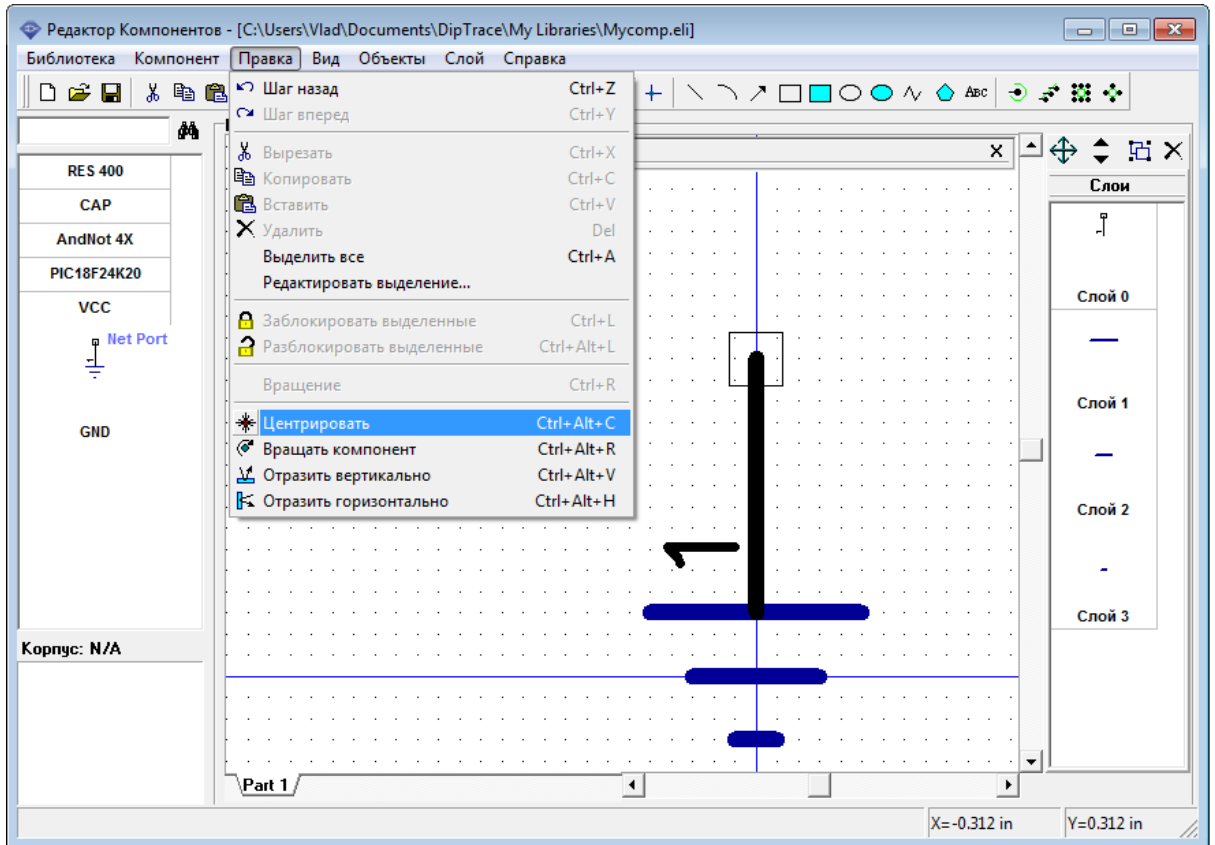 Редактор Компонентов - [C:\Users\Vlad\Documents\DipTrace\My Libraries\Mycomp.eli]
Библиотека Компонент Правка Вид Объекты Слой Справка
ABC
Шаг назад Ctrl+Z
Шаг вперед Ctrl+Y
Вырезать Ctrl+X
Копировать Ctrl+C
Вставить Ctrl+V
Удалить Del
Выделить все Ctrl+A
Редактировать выделение...
Заблокировать выделенные Ctrl+L
Разблокировать выделенные Ctrl+Alt+L
Вращение Ctrl+R
Центрировать Ctrl+Alt+C
Вращать компонент Ctrl+Alt+R
Отразить вертикально Ctrl+Alt+V
Отразить горизонтально Ctrl+Alt+H
RES 400
CAP
AndNot 4X
PIC18F24K20
VCC
Net Port
GND
Корпус: N/A
1
Part 1
Слои
Слой 0
Слой 1
Слой 2
Слой 3
X=-0.312 in Y=0.312 in